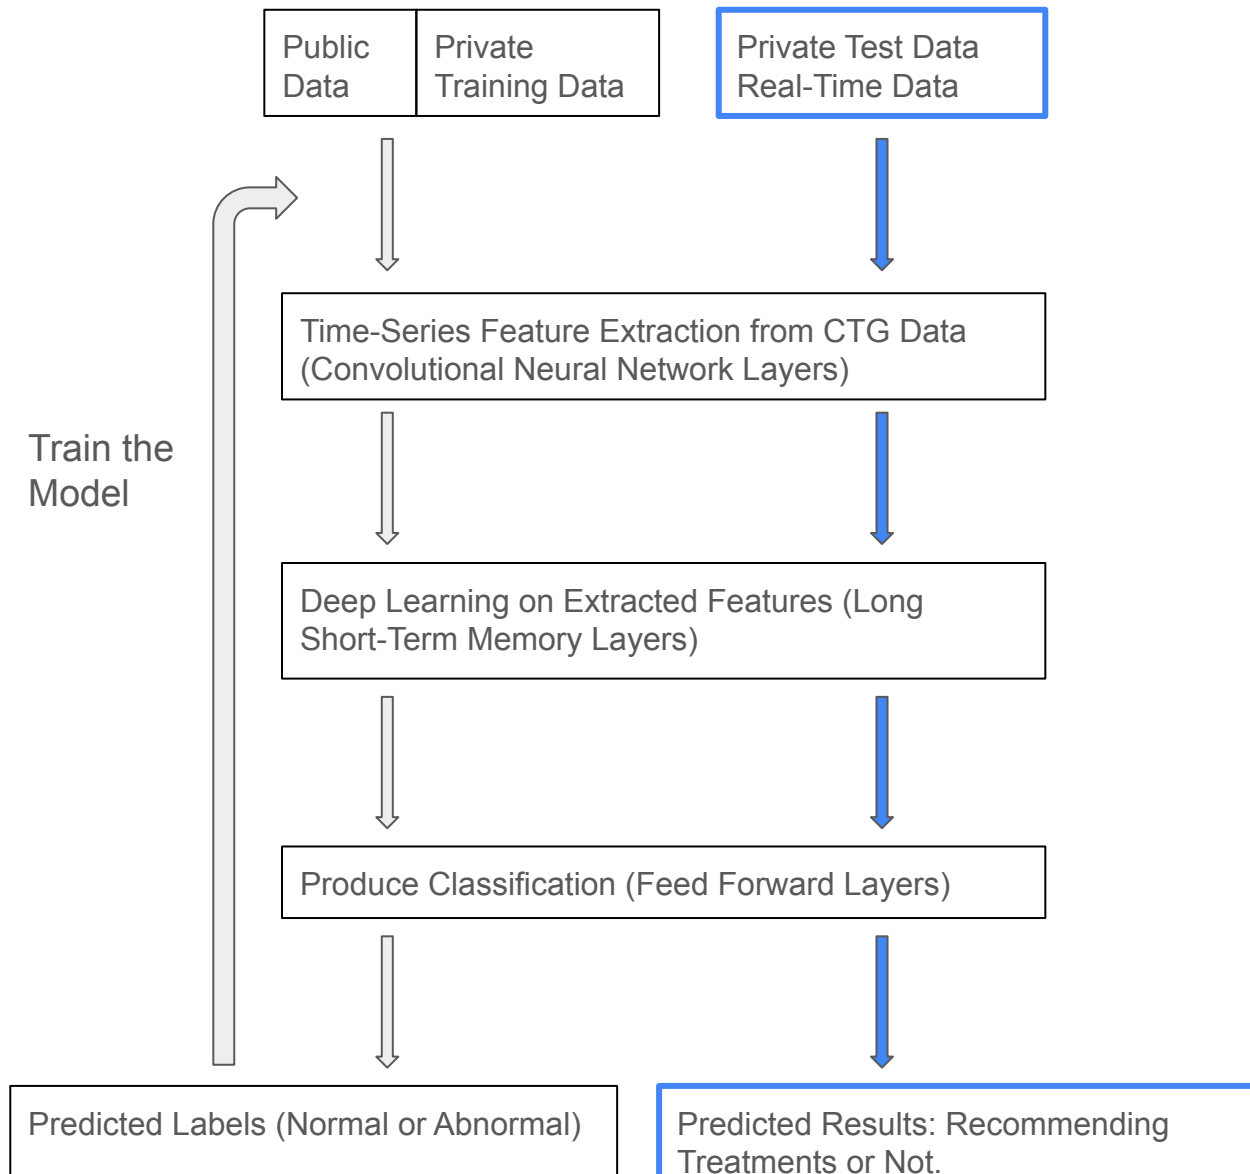 Public
Data
Private
Training Data
Private Test Data
Real-Time Data
Time-Series Feature Extraction from CTG Data
(Convolutional Neural Network Layers)
Train the
Model
Deep Learning on Extracted Features (Long
Short-Term Memory Layers)
Produce Classification (Feed Forward Layers)
Predicted Labels (Normal or Abnormal)
Predicted Results: Recommending
Treatments or Not.